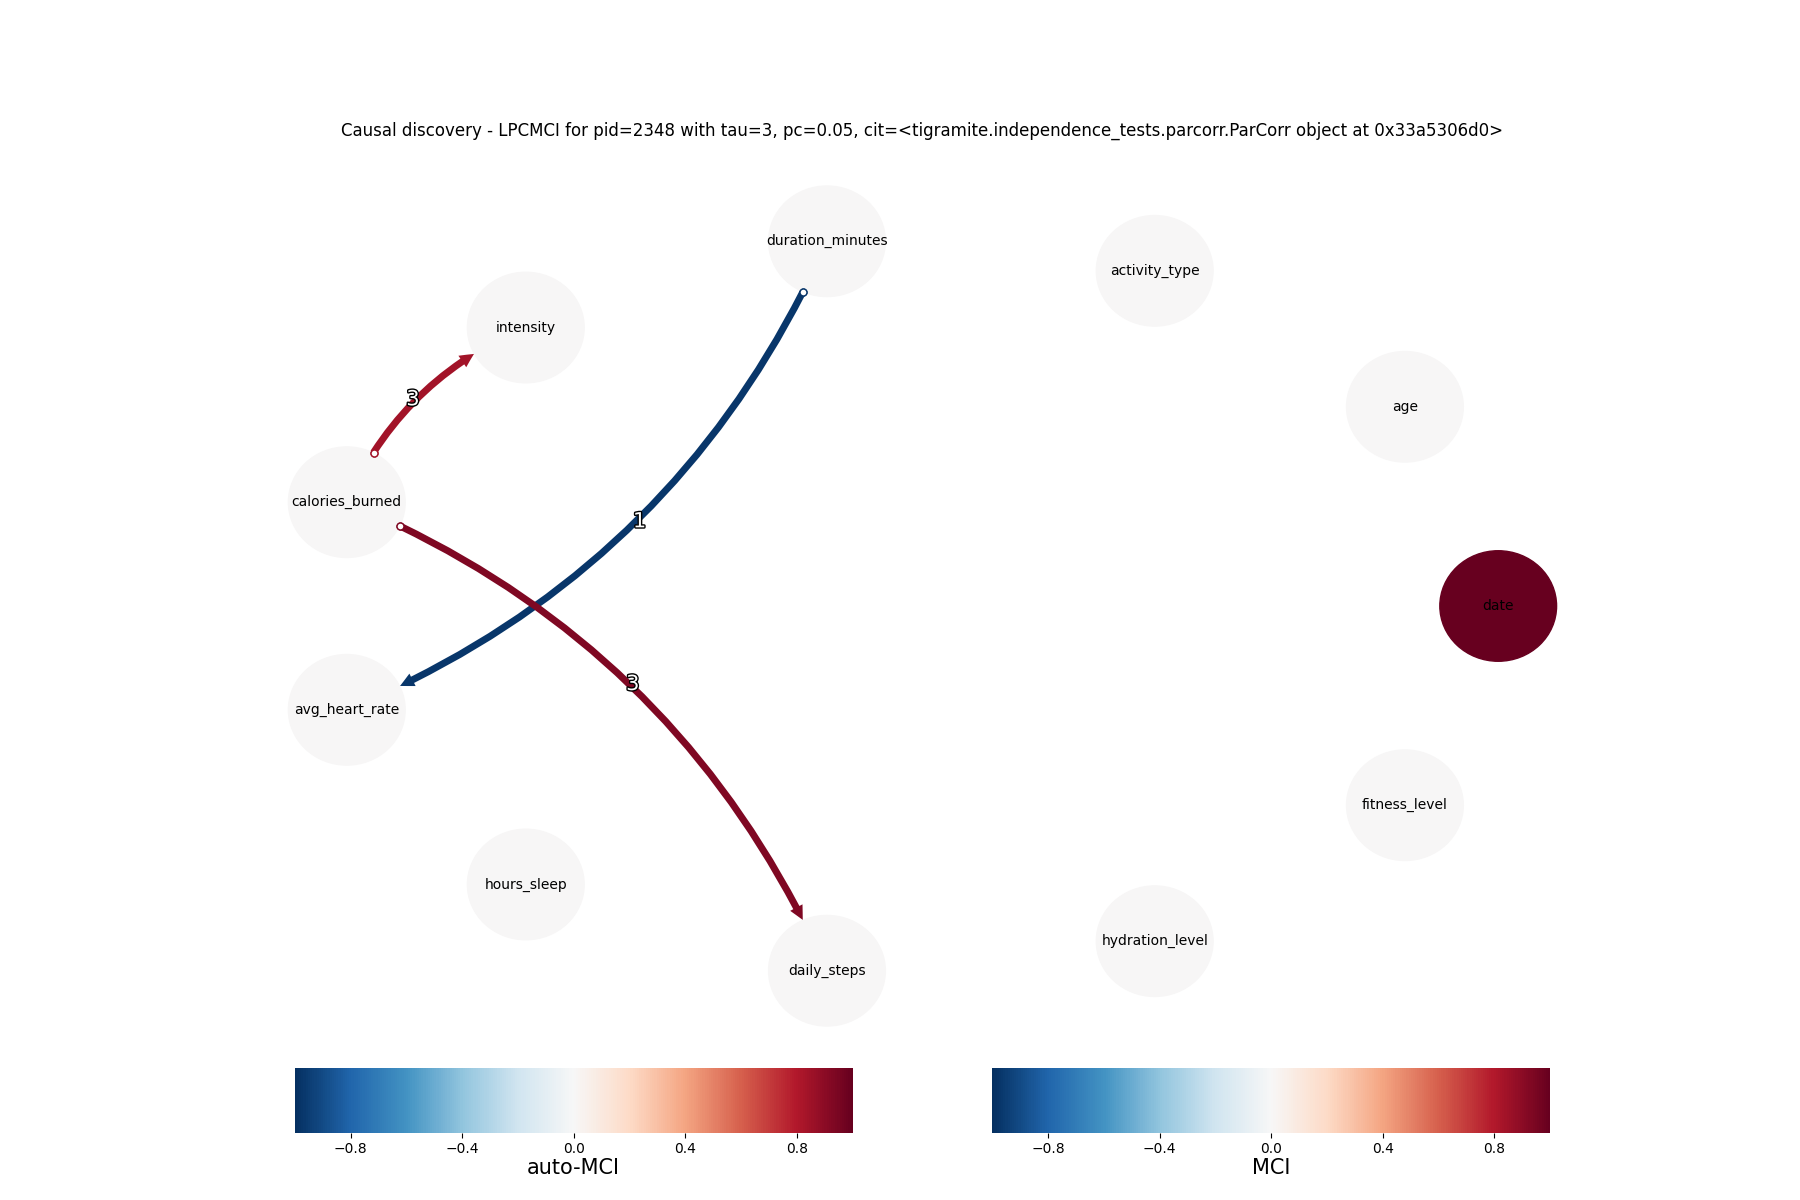 Causal discovery - LPCMCI for pid=2348 with tau=3, pc=0.05, cit=<tigramite.independence_tests.parcorr.ParCorr object at 0x33a5306d0>
duration_minutes
activity_type
intensity
3
age
calories_burned
1
date
3
avg_heart_rate
fitness_level
hours_sleep
hydration_level
daily_steps
−0.8 −0.4 0.0 0.4 0.8
auto-MCI
−0.8 −0.4 0.0 0.4 0.8
MCI